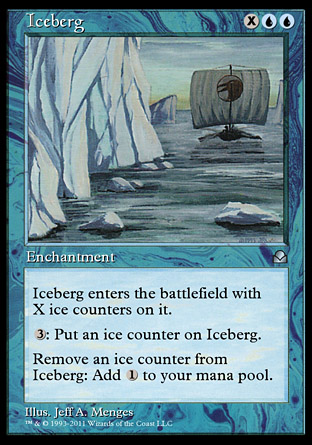 Iceberg X
Enchantment
Iceberg enters the battlefield with
X ice counters on it.
3: Put an ice counter on Iceberg.
Remove an ice counter from
Iceberg: Add 1 to your mana pool.
Illus. Jeff A. Menges
™ & © 1993-2011 Wizards of the Coast LLC